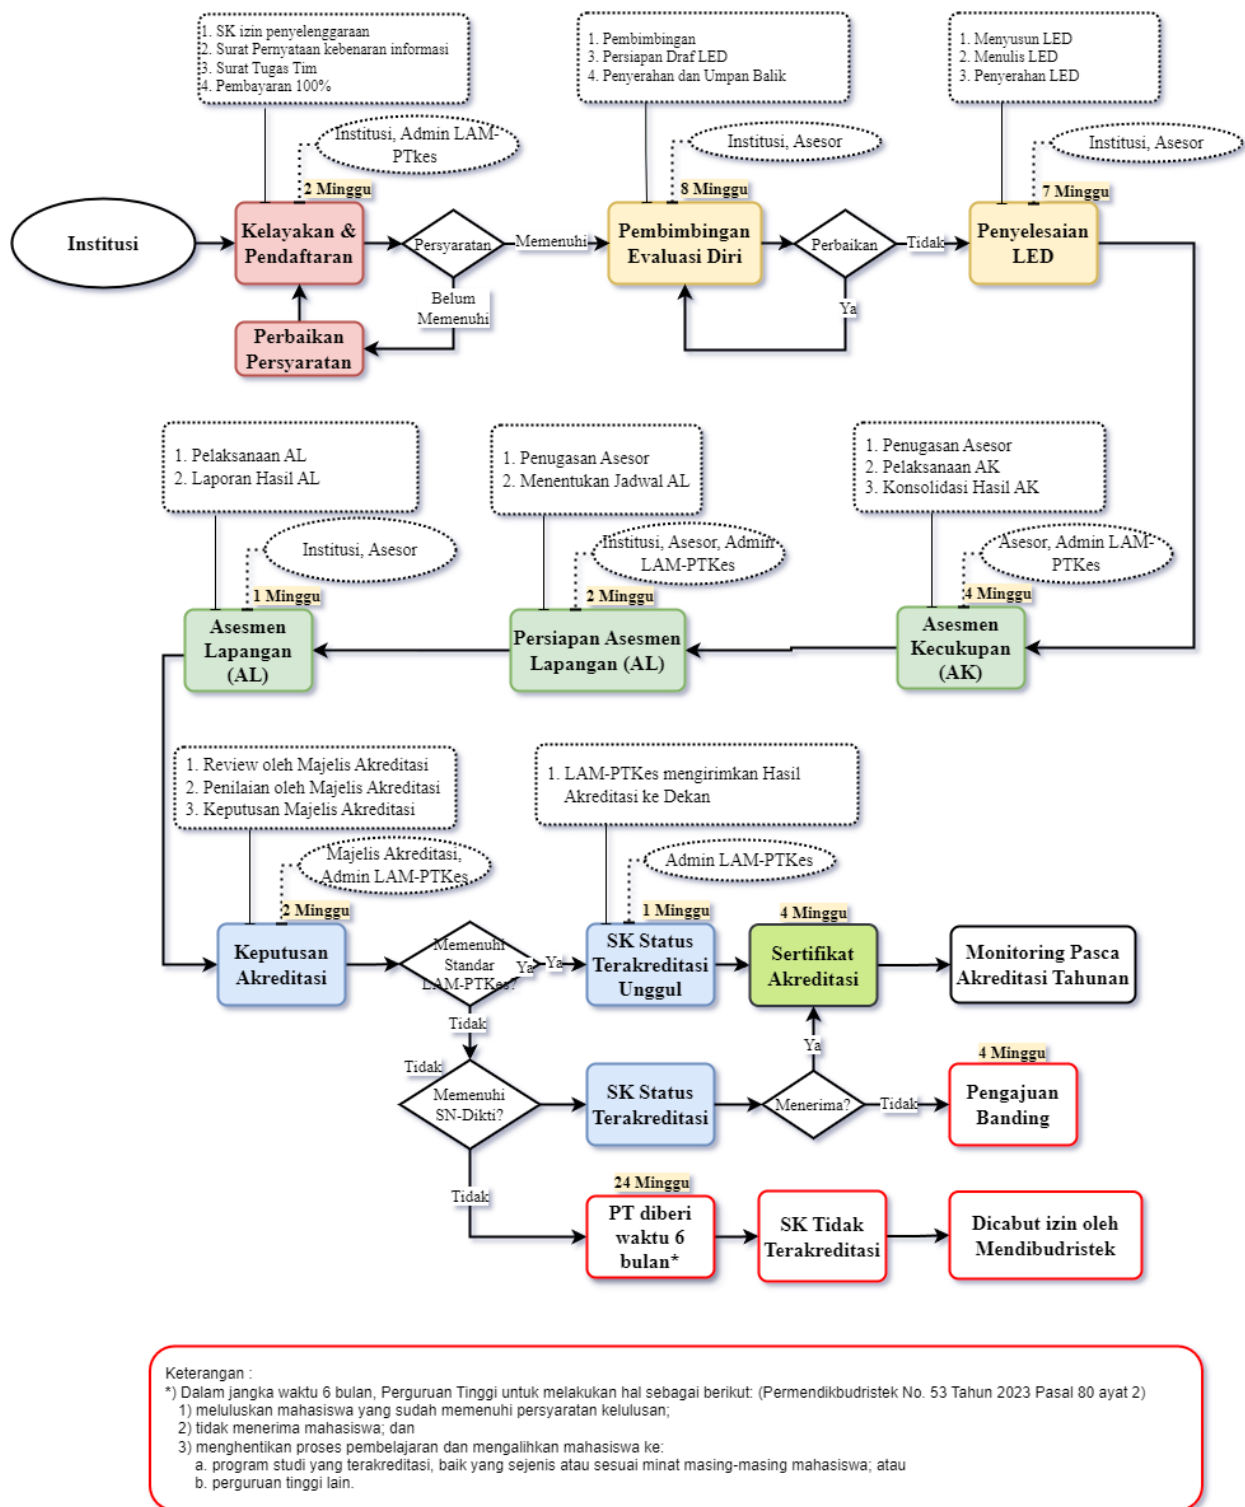 1. SK izin penyelenggaraan
2. Surat Pernyataan kebenaran informasi
3. Surat Tugas Tim
4. Pembayaran 100%
1. Pembimbingan
3. Persiapan Draf LED
4. Penyerahan dan Umpan Balik
1. Menyusun LED
2. Menulis LED
3. Penyerahan LED
Institusi, Admin LAM-
PTkes
Institusi, Asesor
Institusi, Asesor
2 Minggu
8 Minggu
7 Minggu
Institusi
Kelayakan &
Pendaftaran
Persyaratan
Memenuhi
Pembimbingan
Evaluasi Diri
Perbaikan
Tidak
Penyelesaian
LED
Belum
Memenuhi
Ya
Perbaikan
Persyaratan
1. Pelaksanaan AL
2. Laporan Hasil AL
1. Penugasan Asesor
2. Menentukan Jadwal AL
1. Penugasan Asesor
2. Pelaksanaan AK
3. Konsolidasi Hasil AK
Institusi, Asesor
Institusi, Asesor, Admin
LAM-PTKes
Asesor, Admin LAM-
PTKes
1 Minggu
2 Minggu
4 Minggu
Asesmen
Lapangan
(AL)
Persiapan Asesmen
Lapangan (AL)
Asesmen
Kecukupan
(AK)
1. Review oleh Majelis Akreditasi
2. Penilaian oleh Majelis Akreditasi
3. Keputusan Majelis Akreditasi
1. LAM-PTKes mengirimkan Hasil
Akreditasi ke Dekan
Majelis Akreditasi,
Admin LAM-PTKes
Admin LAM-PTKes
2 Minggu
1 Minggu
4 Minggu
Keputusan
Akreditasi
Memenuhi
Standar
LAM-PTKes?
Ya
Ya
SK Status
Terakreditasi
Unggul
Sertifikat
Akreditasi
Monitoring Pasca
Akreditasi Tahunan
Tidak
Tidak
Ya
4 Minggu
Memenuhi
SN-Dikti?
SK Status
Terakreditasi
Menerima?
Tidak
Pengajuan
Banding
Tidak
24 Minggu
PT diberi
waktu 6
bulan*
SK Tidak
Terakreditasi
Dicabut izin oleh
Mendibudristek
Keterangan :
*) Dalam jangka waktu 6 bulan, Perguruan Tinggi untuk melakukan hal sebagai berikut: (Permendikbudristek No. 53 Tahun 2023 Pasal 80 ayat 2)
1) meluluskan mahasiswa yang sudah memenuhi persyaratan kelulusan;
2) tidak menerima mahasiswa; dan
3) menghentikan proses pembelajaran dan mengalihkan mahasiswa ke:
a. program studi yang terakreditasi, baik yang sejenis atau sesuai minat masing-masing mahasiswa; atau
b. perguruan tinggi lain.